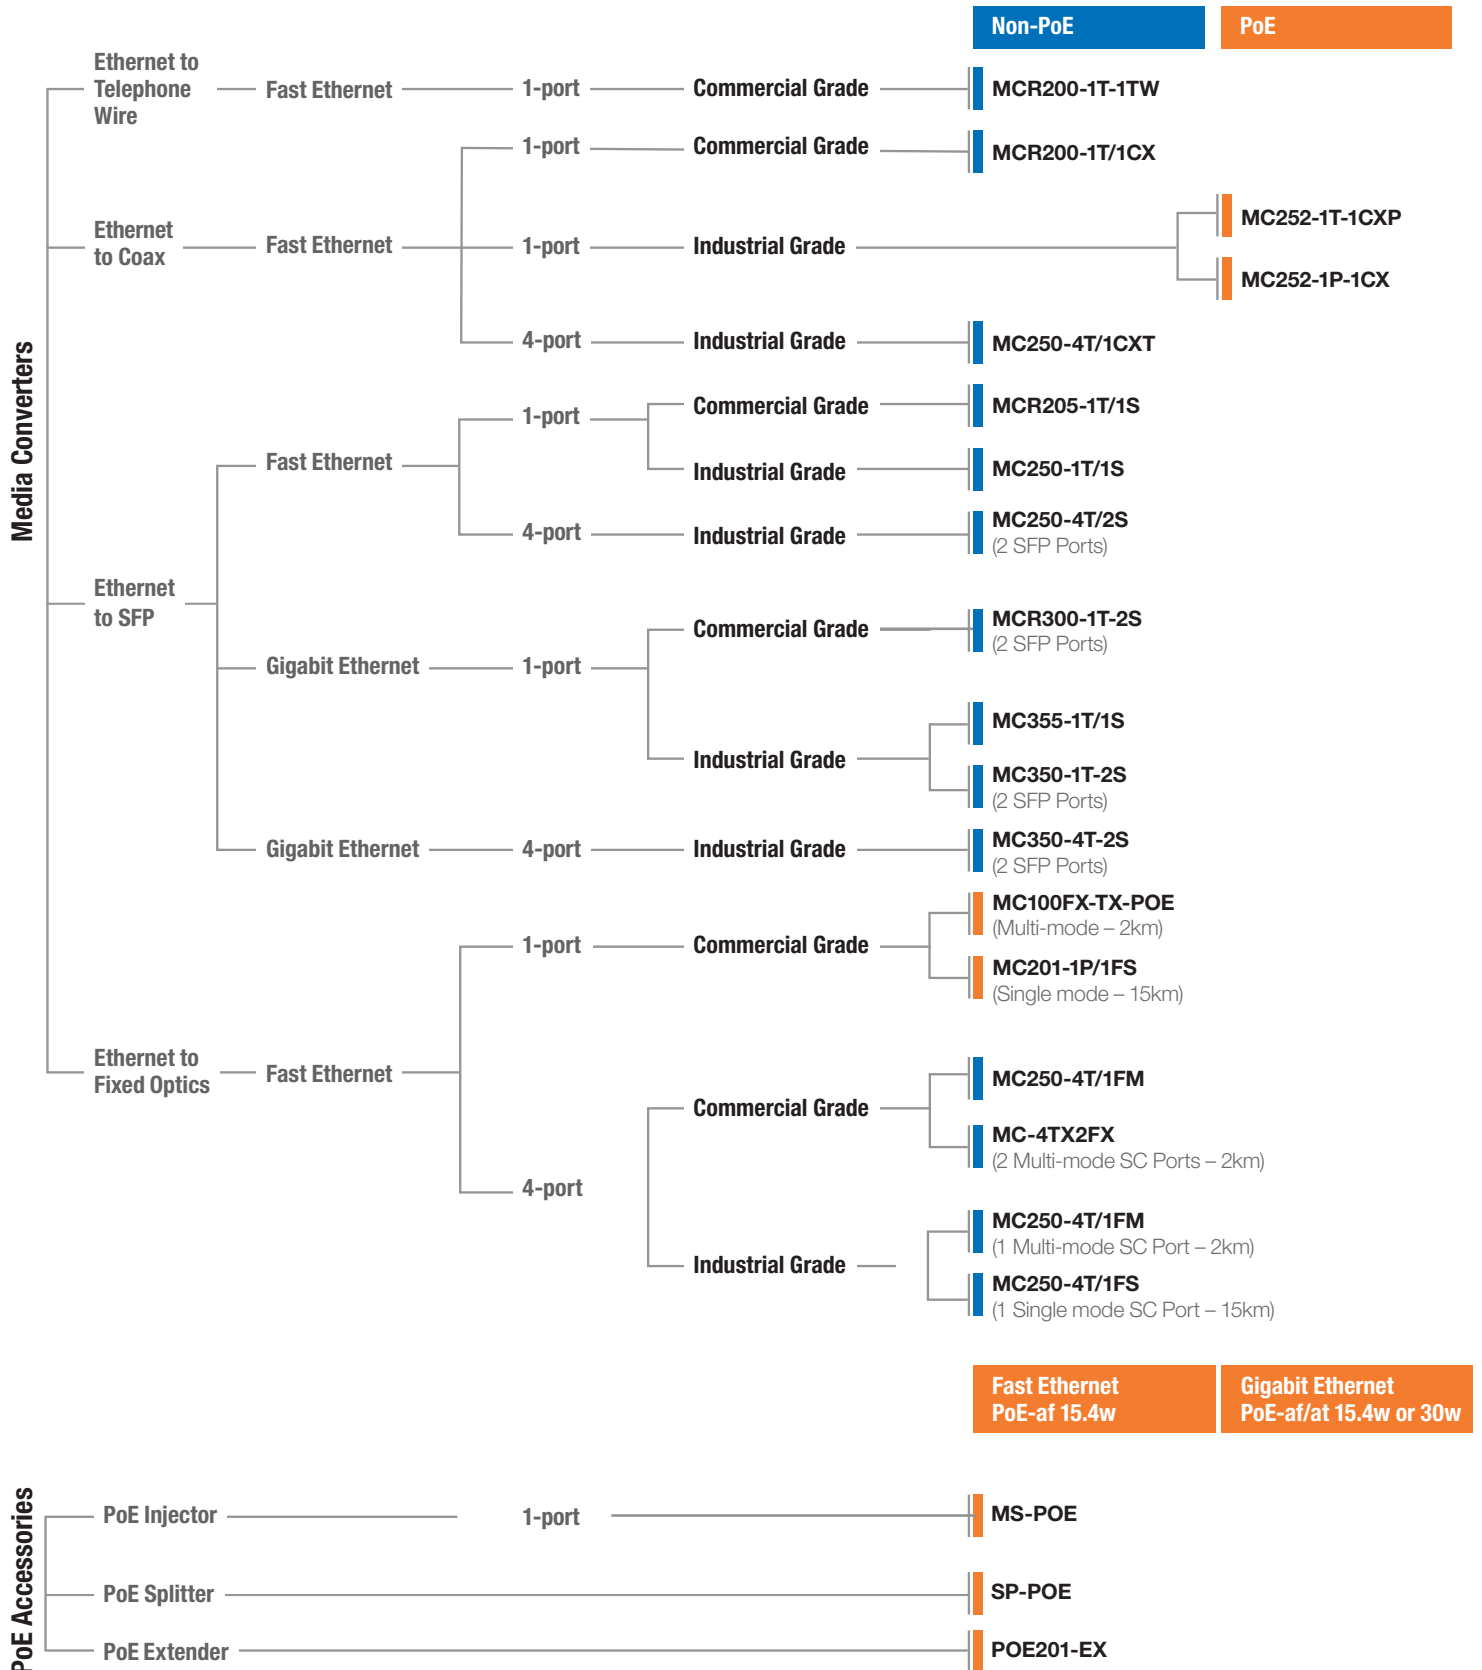 Non-PoE
PoE
Media Converters
Ethernet to
Telephone
Wire
Fast Ethernet
1-port
Commercial Grade
MCR200-1T-1TW
1-port
Commercial Grade
MCR200-1T/1CX
Ethernet
to Coax
Fast Ethernet
1-port
Industrial Grade
MC252-1T-1CXP
MC252-1P-1CX
4-port
Industrial Grade
MC250-4T/1CXT
Ethernet
to SFP
Fast Ethernet
1-port
Commercial Grade
MCR205-1T/1S
Industrial Grade
MC250-1T/1S
4-port
Industrial Grade
MC250-4T/2S
(2 SFP Ports)
Gigabit Ethernet
1-port
Commercial Grade
MCR300-1T-2S
(2 SFP Ports)
Industrial Grade
MC355-1T/1S
MC350-1T-2S
(2 SFP Ports)
Gigabit Ethernet
4-port
Industrial Grade
MC350-4T-2S
(2 SFP Ports)
Ethernet to
Fixed Optics
Fast Ethernet
1-port
Commercial Grade
MC100FX-TX-POE
(Multi-mode – 2km)
MC201-1P/1FS
(Single mode – 15km)
4-port
Commercial Grade
MC250-4T/1FM
MC-4TX2FX
(2 Multi-mode SC Ports – 2km)
Industrial Grade
MC250-4T/1FM
(1 Multi-mode SC Port – 2km)
MC250-4T/1FS
(1 Single mode SC Port – 15km)
Fast Ethernet
PoE-af 15.4w
Gigabit Ethernet
PoE-af/at 15.4w or 30w
PoE Accessories
PoE Injector
1-port
MS-POE
PoE Splitter
SP-POE
PoE Extender
POE201-EX